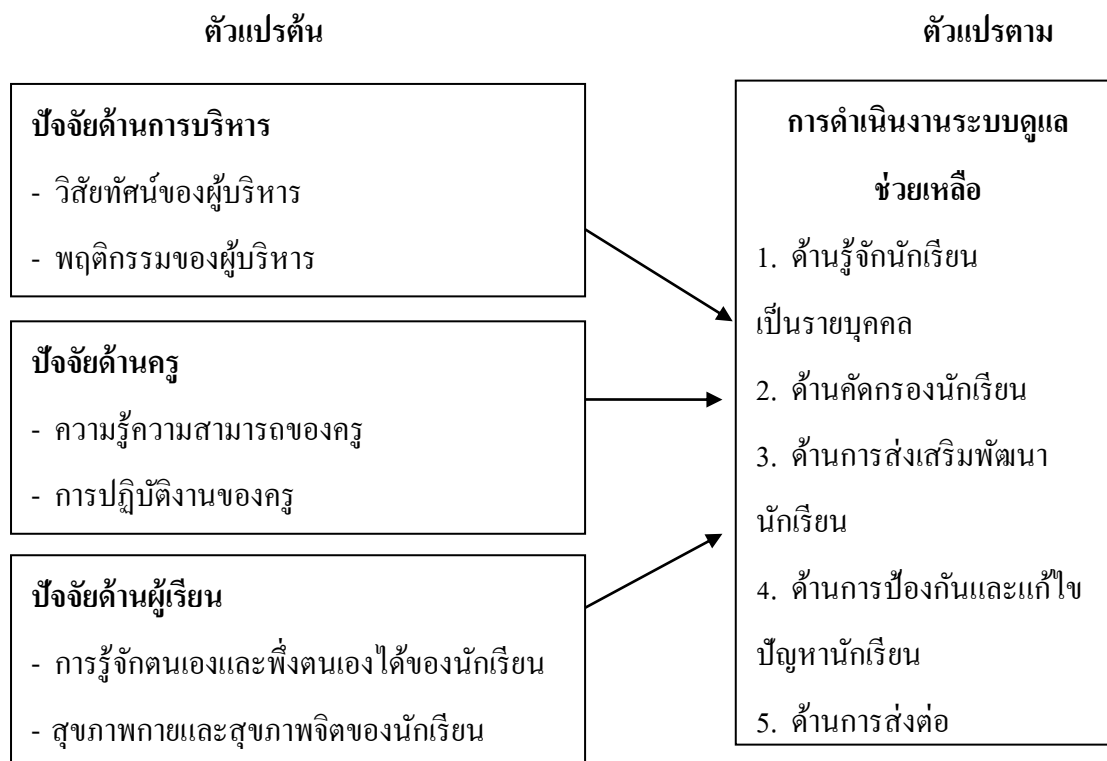 ตัวแปรต้น
ตัวแปรตาม
ปัจจัยด้านการบริหาร
- วิสัยทัศน์ของผู้บริหาร
- พฤติกรรมของผู้บริหาร
ปัจจัยด้านครู
- ความรู้ความสามารถของครู
- การปฏิบัติงานของครู
ปัจจัยด้านผู้เรียน
- การรู้จักตนเองและพึ่งตนเองได้ของนักเรียน
- สุขภาพกายและสุขภาพจิตของนักเรียน
การดำเนินงานระบบดูแล
ช่วยเหลือ
1. ด้านรู้จักนักเรียน
เป็นรายบุคคล
2. ด้านคัดกรองนักเรียน
3. ด้านการส่งเสริมพัฒนา
นักเรียน
4. ด้านการป้องกันและแก้ไข
ปัญหานักเรียน
5. ด้านการส่งต่อ